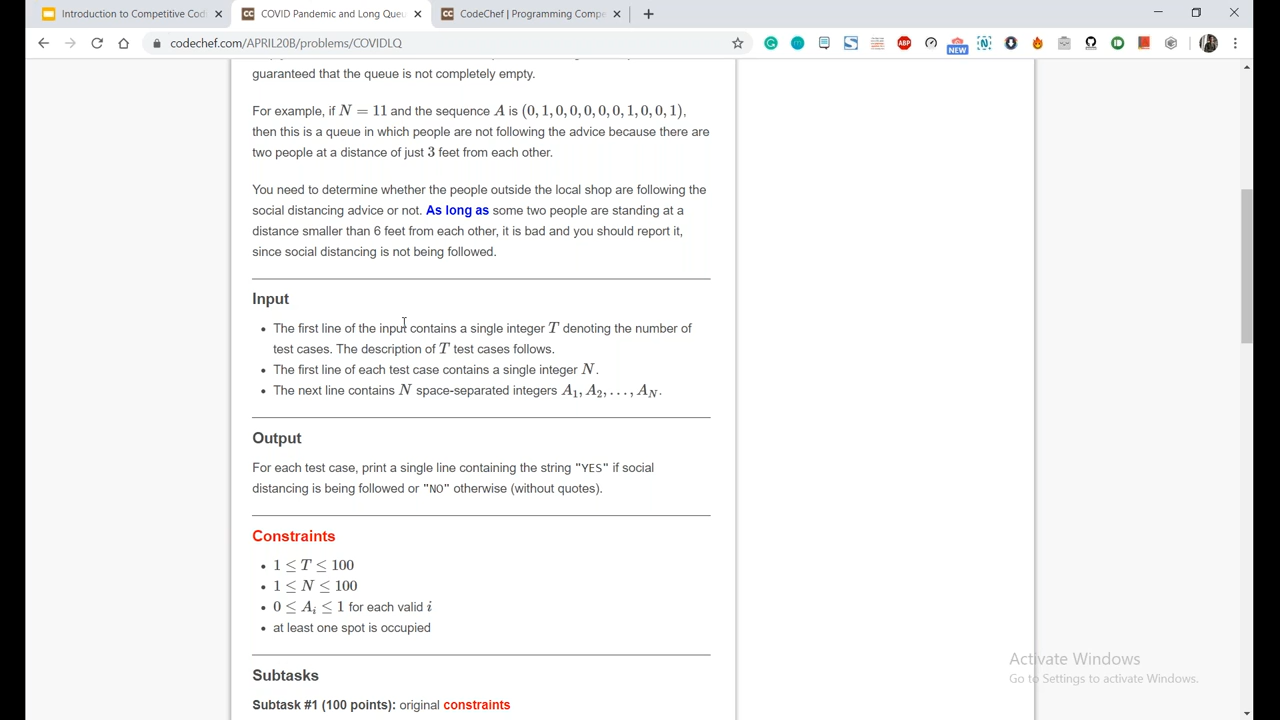 Introduction to Competitive Codi
COVID Pandemic and Long Queu
CodeChef | Programming Compe
codechef.com/APRIL20B/problems/COVIDLQ
ABP
NEW
N
guaranteed that the queue is not completely empty.
For example, if N = 11 and the sequence A is (0, 1, 0, 0, 0, 0, 0, 1, 0, 0, 1),
then this is a queue in which people are not following the advice because there are
two people at a distance of just 3 feet from each other.
You need to determine whether the people outside the local shop are following the
social distancing advice or not. As long as some two people are standing at a
distance smaller than 6 feet from each other, it is bad and you should report it,
since social distancing is not being followed.
Input
• The first line of the input contains a single integer T denoting the number of
test cases. The description of T test cases follows.
• The first line of each test case contains a single integer N.
• The next line contains N space-separated integers A₁, A₂, . . . , A_N.
Output
For each test case, print a single line containing the string "YES" if social
distancing is being followed or "NO" otherwise (without quotes).
Constraints
• 1 ≤ T ≤ 100
• 1 ≤ N ≤ 100
• 0 ≤ Aᵢ ≤ 1 for each valid i
• at least one spot is occupied
Activate Windows
Go to Settings to activate Windows.
Subtasks
Subtask #1 (100 points): original constraints